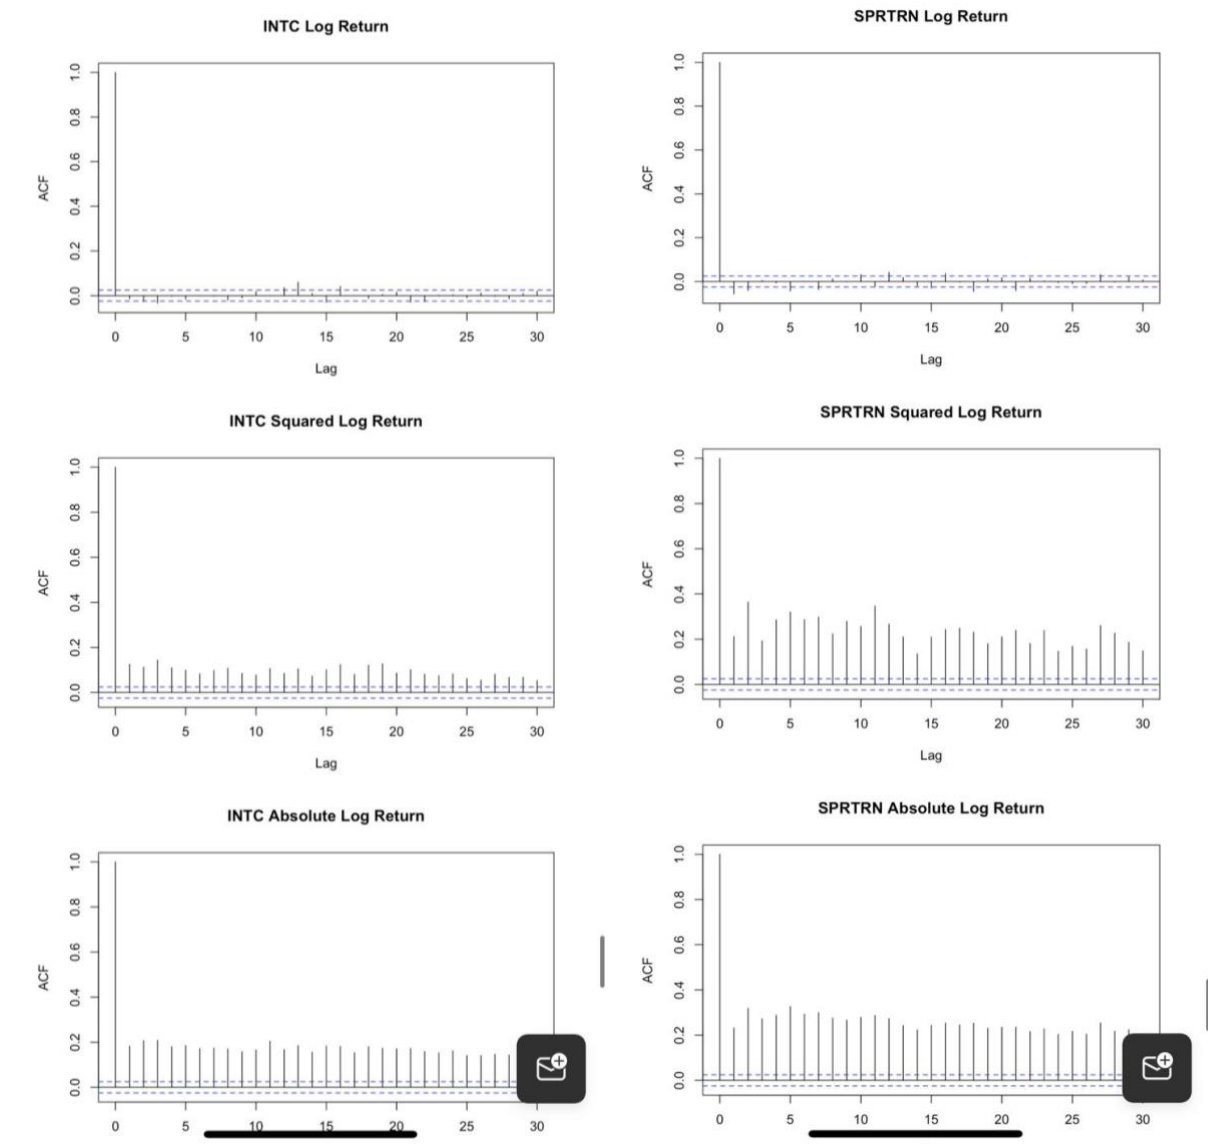 INTC Log Return
ACF
0.0 0.2 0.4 0.6 0.8 1.0
0 5 10 15 20 25 30
Lag
SPRTRN Log Return
ACF
0.0 0.2 0.4 0.6 0.8 1.0
0 5 10 15 20 25 30
Lag
INTC Squared Log Return
ACF
0.0 0.2 0.4 0.6 0.8 1.0
0 5 10 15 20 25 30
Lag
SPRTRN Squared Log Return
ACF
0.0 0.2 0.4 0.6 0.8 1.0
0 5 10 15 20 25 30
Lag
INTC Absolute Log Return
ACF
0.0 0.2 0.4 0.6 0.8 1.0
0 5 10 15 20 25 30
SPRTRN Absolute Log Return
ACF
0.0 0.2 0.4 0.6 0.8 1.0
0 5 10 15 20 25 30